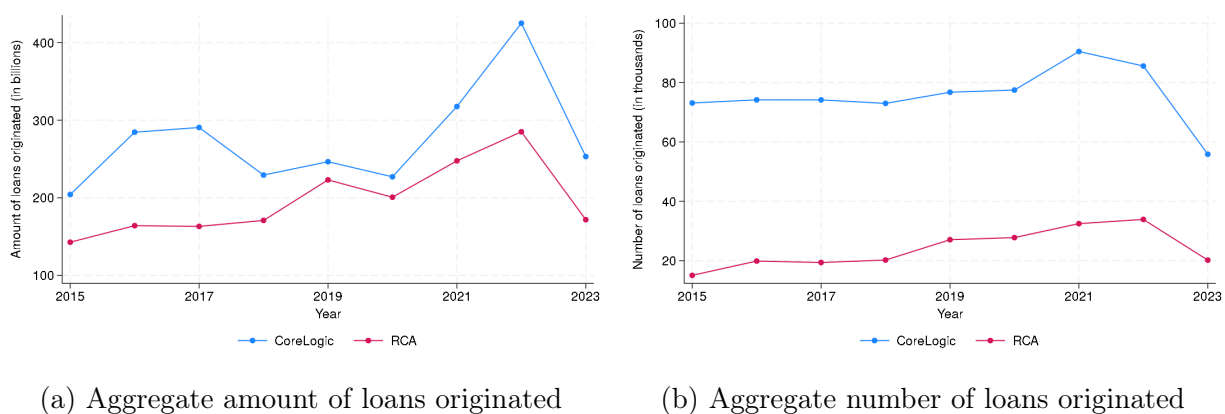 Amount of loans originated (in billions)
400
300
200
100
2015 2017 2019 2021 2023
Year
CoreLogic RCA
(a) Aggregate amount of loans originated
Number of loans originated (in thousands)
100
80
60
40
20
2015 2017 2019 2021 2023
Year
CoreLogic RCA
(b) Aggregate number of loans originated